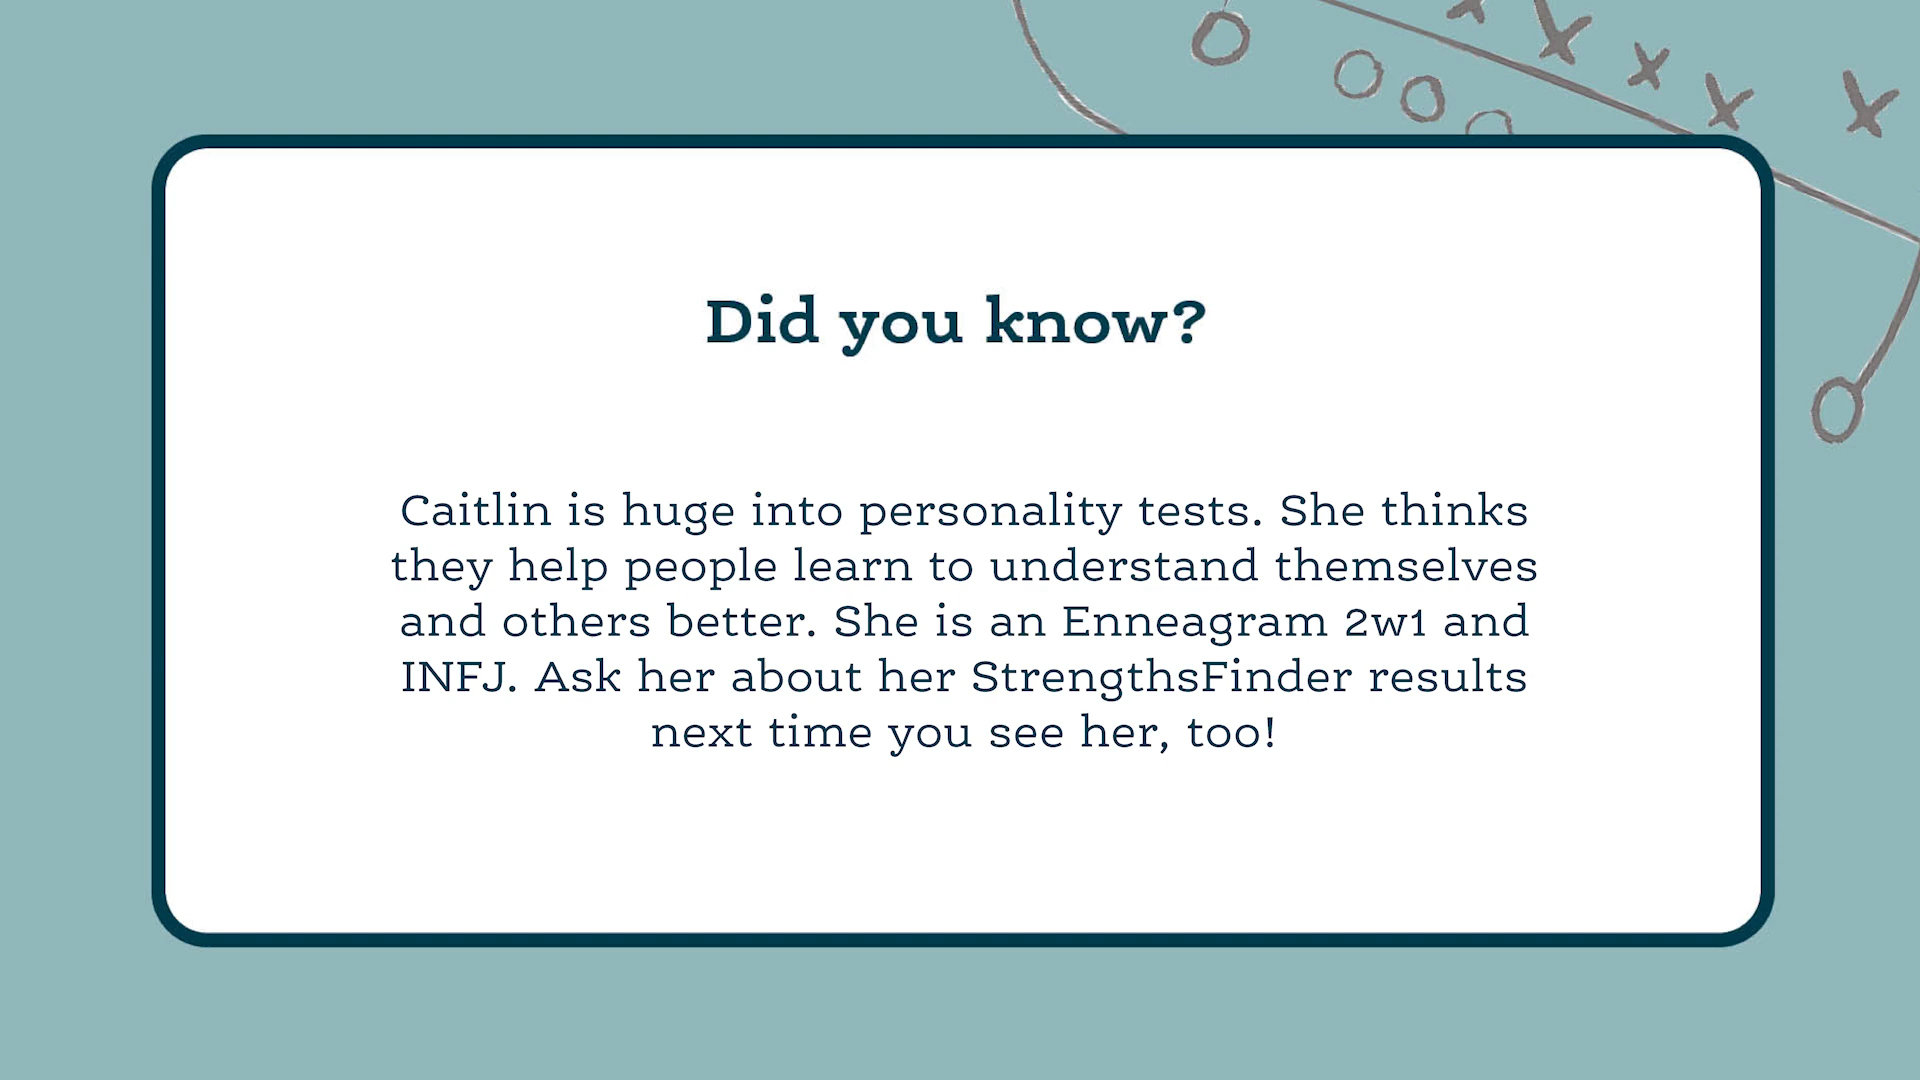 Did you know?
Caitlin is huge into personality tests. She thinks
they help people learn to understand themselves
and others better. She is an Enneagram 2w1 and
INFJ. Ask her about her StrengthsFinder results
next time you see her, too!